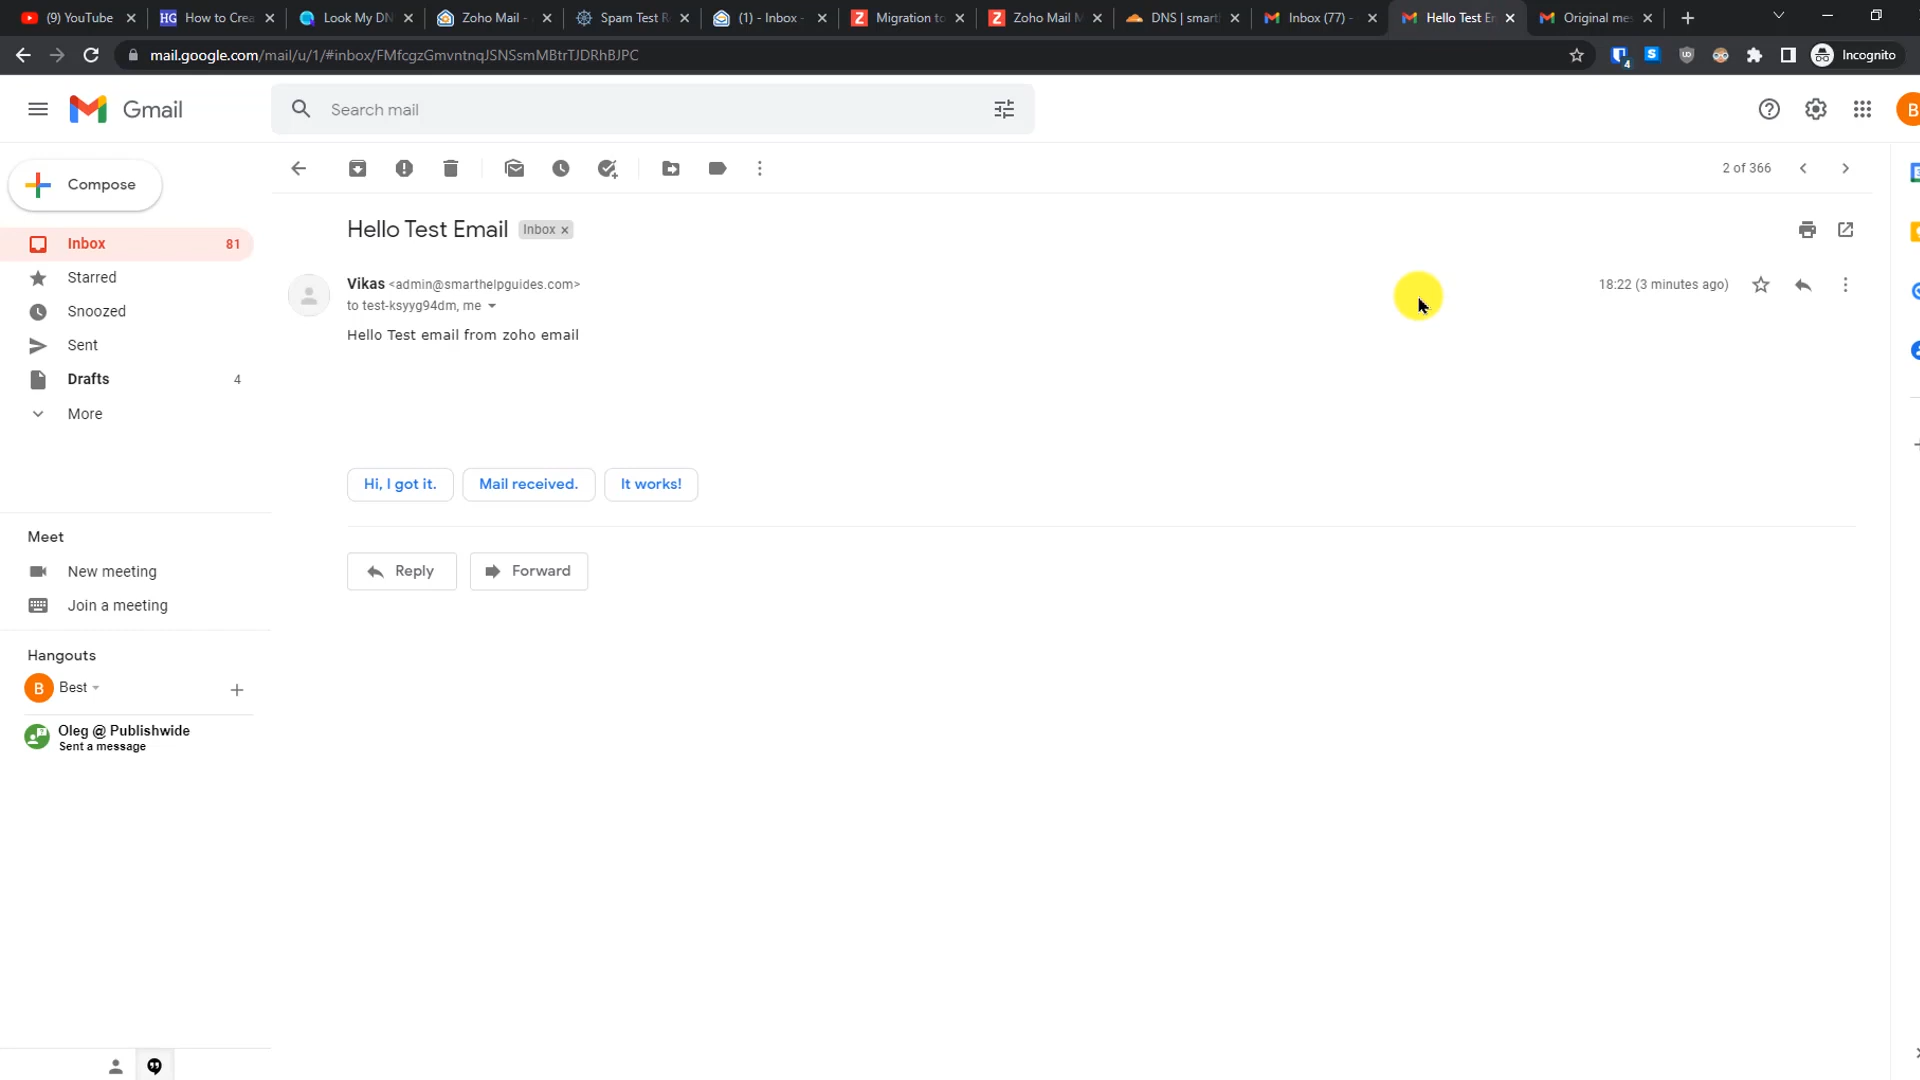 (9) YouTube
HG How to Crea
Look My DN
Zoho Mail -
Spam Test R
(1) - Inbox -
Z Migration to
Z Zoho Mail M
DNS | smart
Inbox (77) -
Hello Test Em
Original mes
mail.google.com/mail/u/1/#inbox/FMfcgzGmvntnqJSNSsmMBtrTJDRhBJPC
4
S
Incognito
Gmail
Search mail
B
Compose
2 of 366
Hello Test Email Inbox x
Inbox 81
Starred
Vikas <admin@smarthelpguides.com>
18:22 (3 minutes ago)
to test-ksyyg94dm, me
Snoozed
Hello Test email from zoho email
Sent
Drafts 4
More
Hi, I got it.
Mail received.
It works!
Meet
New meeting
Reply
Forward
Join a meeting
Hangouts
B Best
Oleg @ Publishwide
Sent a message